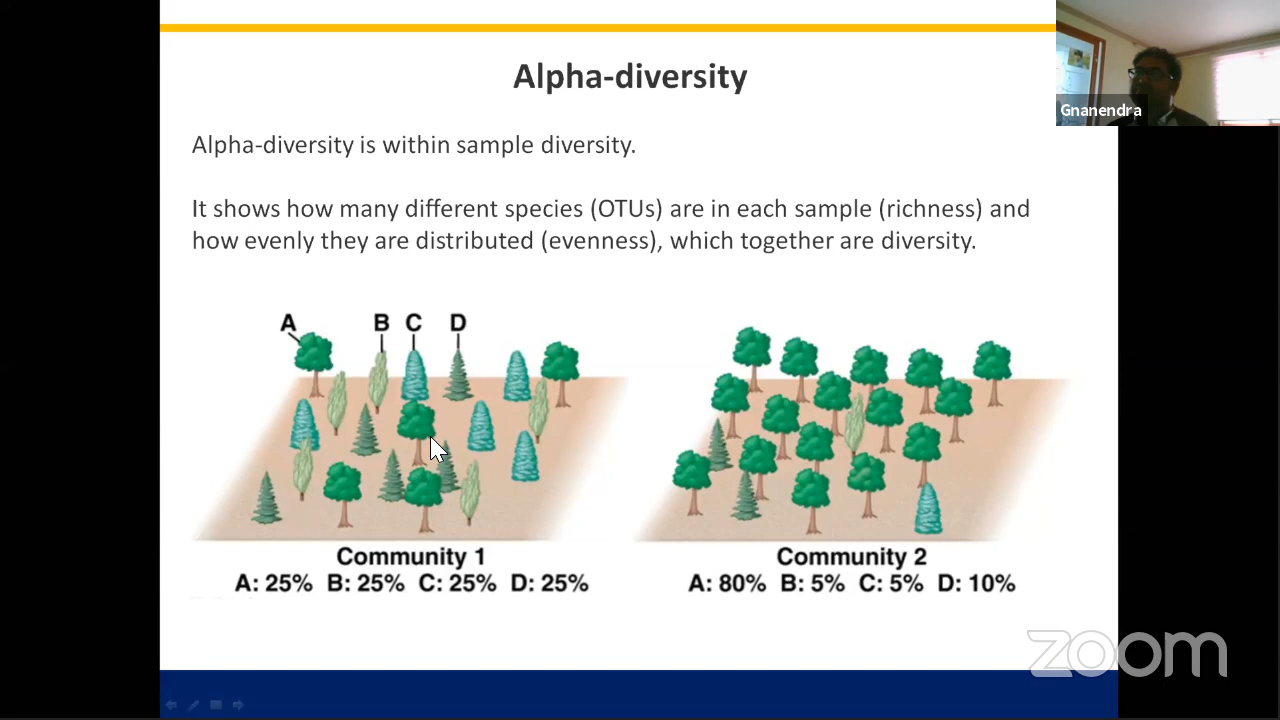 Alpha-diversity
Gnanendra
Alpha-diversity is within sample diversity.
It shows how many different species (OTUs) are in each sample (richness) and
how evenly they are distributed (evenness), which together are diversity.
A B C D
Community 1
A: 25% B: 25% C: 25% D: 25%
Community 2
A: 80% B: 5% C: 5% D: 10%
zoom